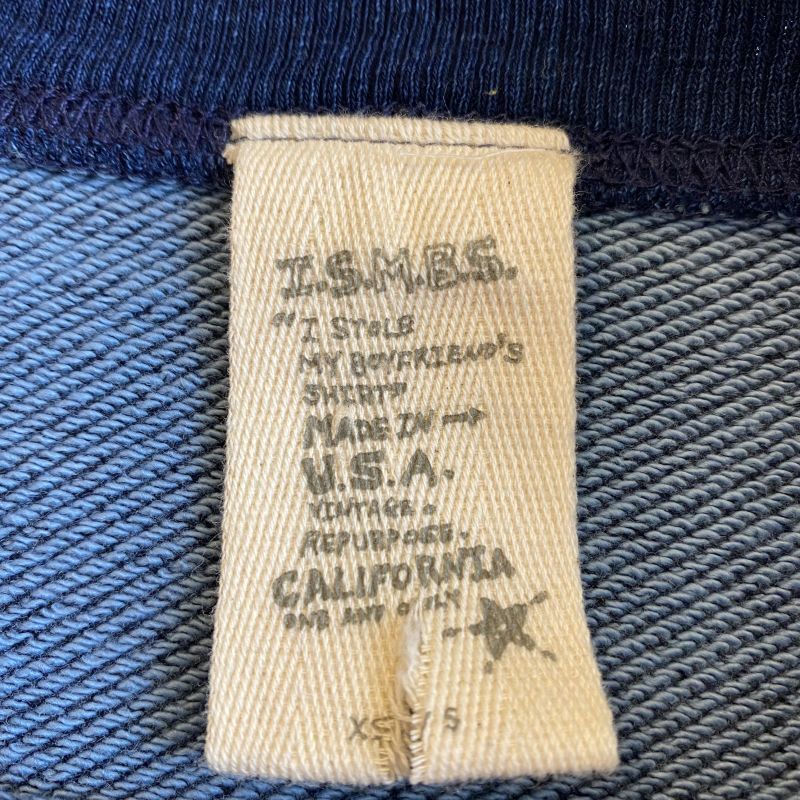 I.S.M.B.S.
"I STOLE
MY BOYFRIEND'S
SHIRT"
MADE IN →
U.S.A.
VINTAGE.
REPURPOSE.
CALIFORNIA
ONE AND ONLY
XS / S